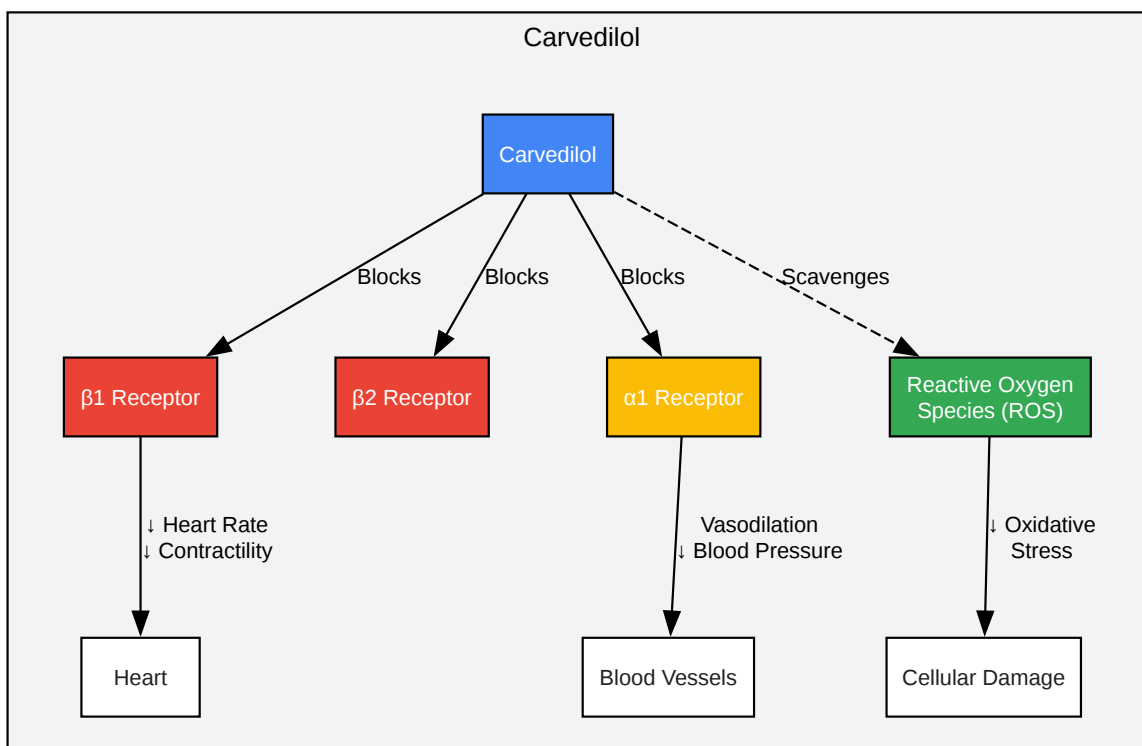 Carvedilol
Carvedilol
Blocks
Blocks
Blocks
Scavenges
β1 Receptor
β2 Receptor
α1 Receptor
Reactive Oxygen
Species (ROS)
↓ Heart Rate
↓ Contractility
Vasodilation
↓ Blood Pressure
↓ Oxidative
Stress
Heart
Blood Vessels
Cellular Damage